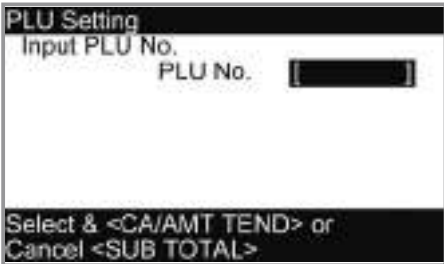 PLU Setting
Input PLU No.
PLU No. [ ]
Select & <CA/AMT TEND> or
Cancel <SUB TOTAL>